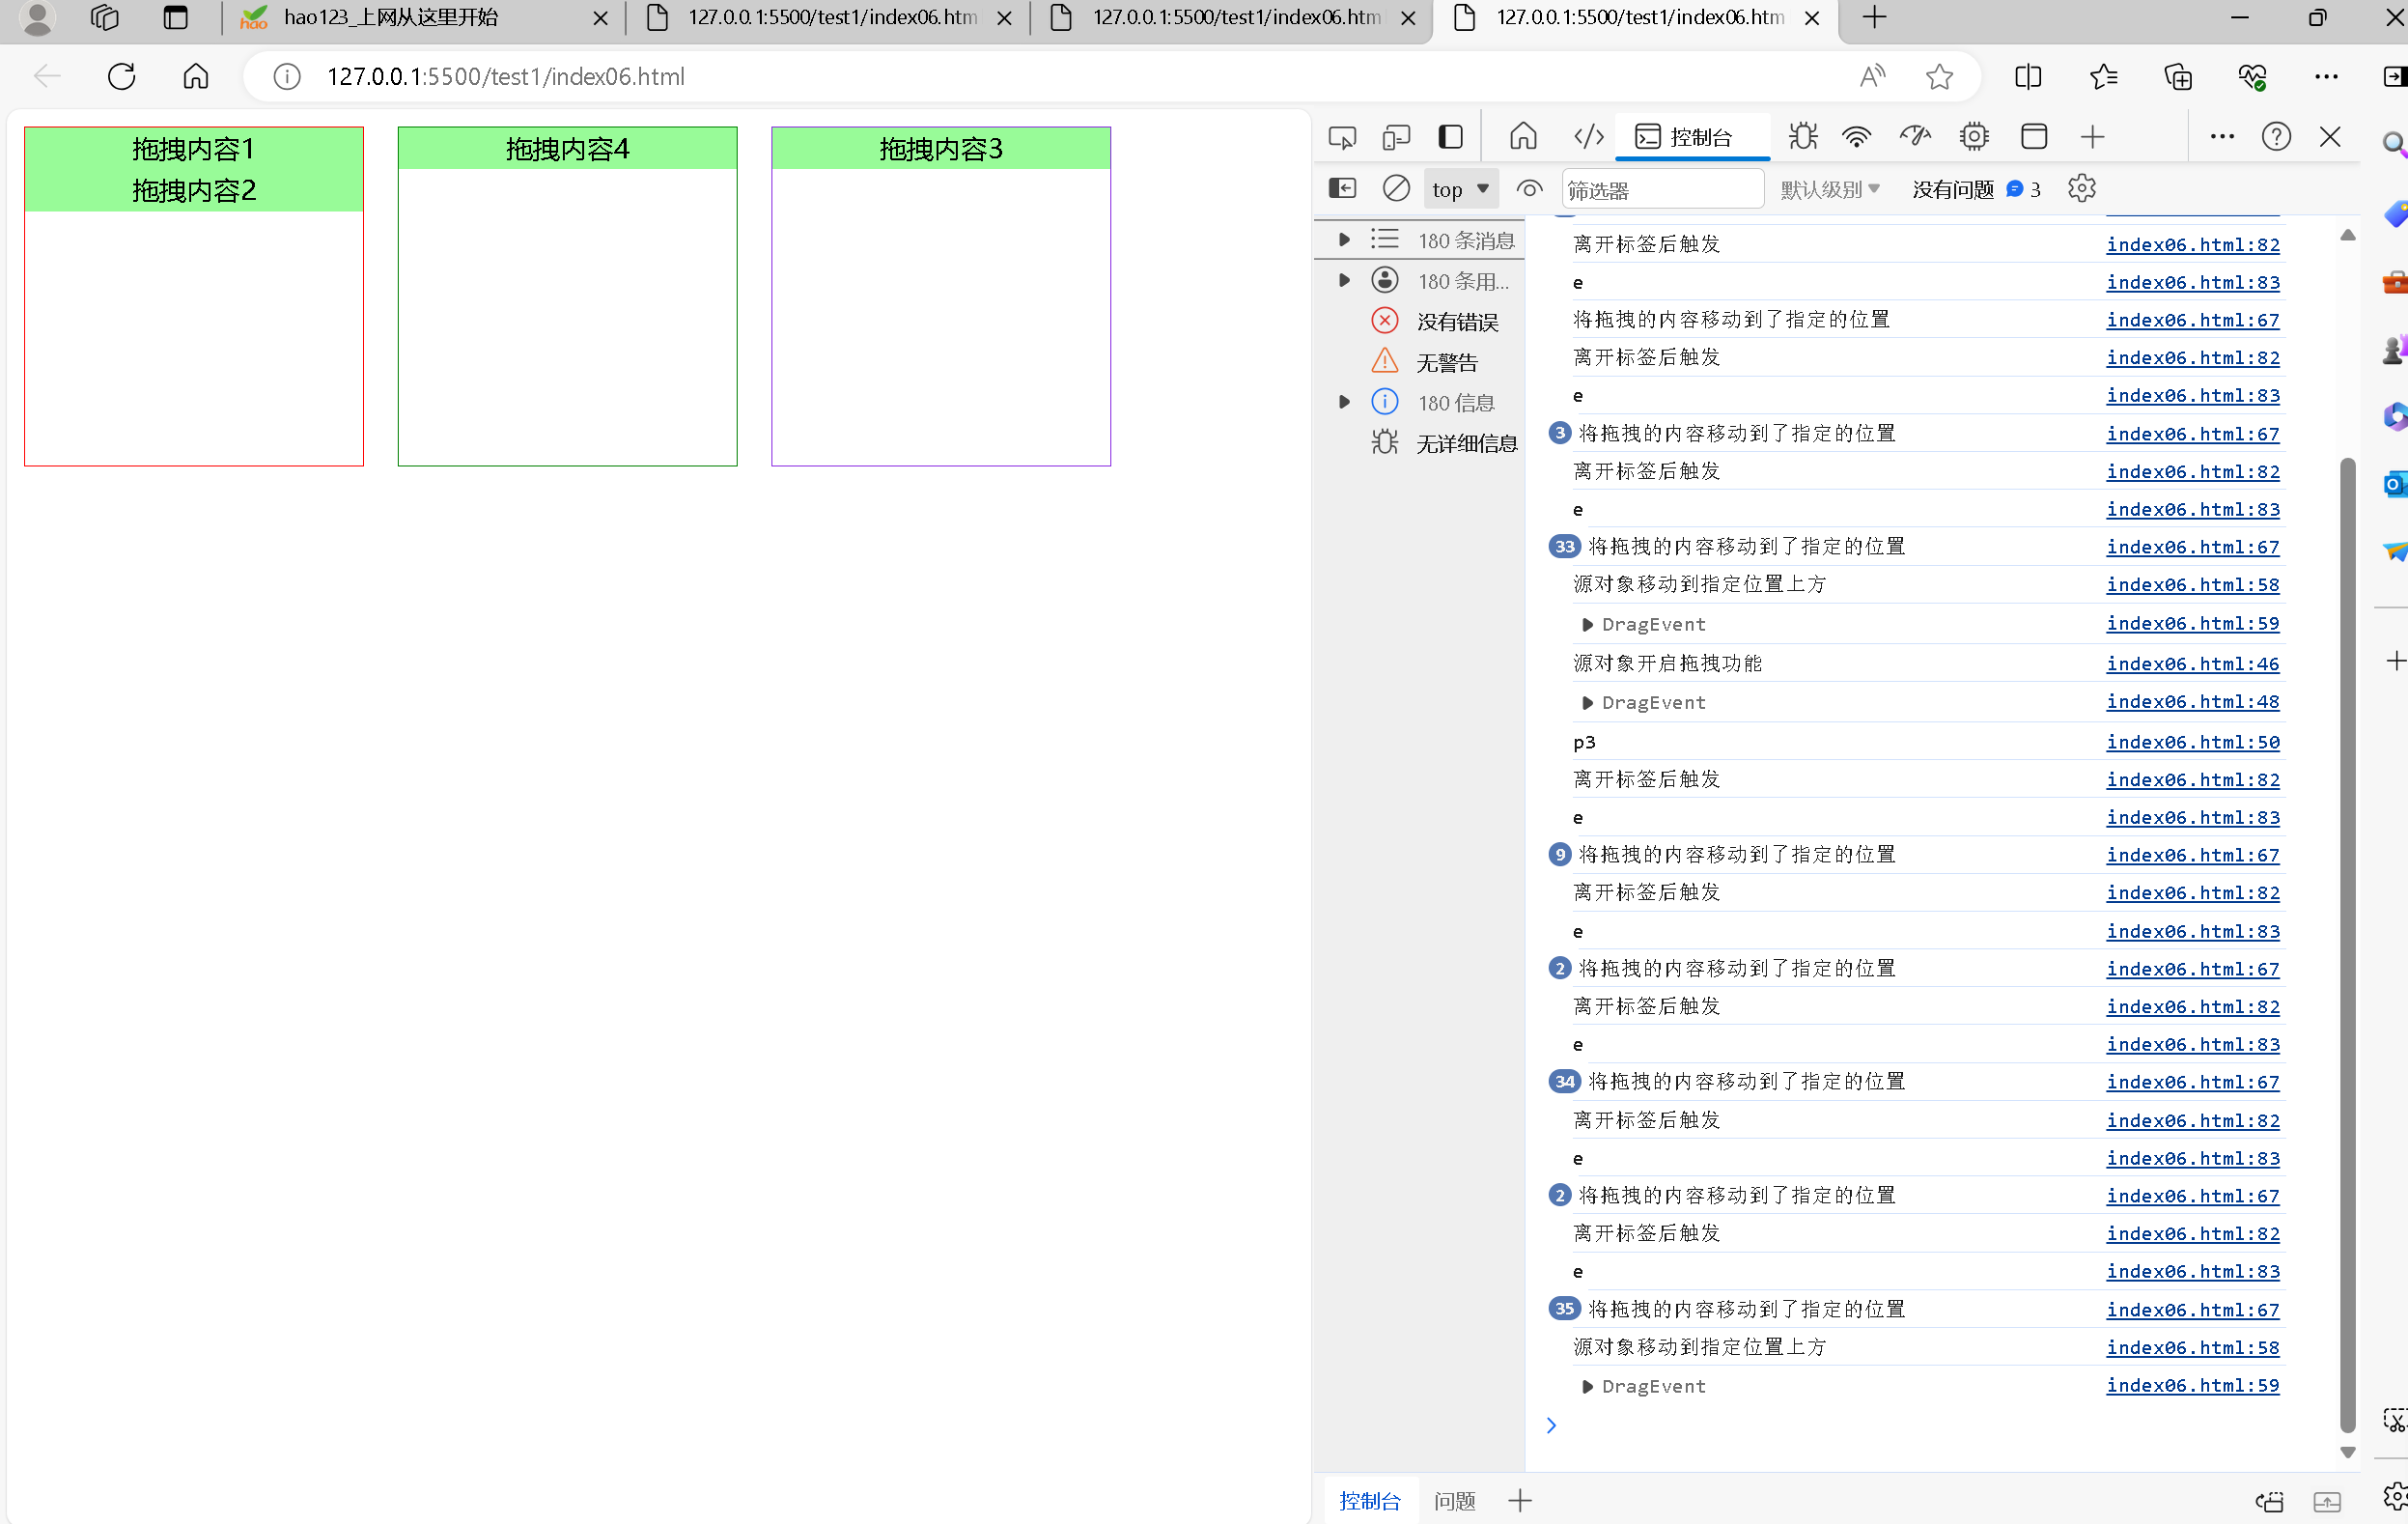 hao123_上网从这里开始
127.0.0.1:5500/test1/index06.htm
127.0.0.1:5500/test1/index06.htm
127.0.0.1:5500/test1/index06.htm
127.0.0.1:5500/test1/index06.html
拖拽内容1
拖拽内容2
拖拽内容4
拖拽内容3
控制台
top
筛选器
默认级别
没有问题
3
180 条消息
180 条用...
没有错误
无警告
180 信息
无详细信息
离开标签后触发 index06.html:82
e index06.html:83
将拖拽的内容移动到了指定的位置 index06.html:67
离开标签后触发 index06.html:82
e index06.html:83
3 将拖拽的内容移动到了指定的位置 index06.html:67
离开标签后触发 index06.html:82
e index06.html:83
33 将拖拽的内容移动到了指定的位置 index06.html:67
源对象移动到指定位置上方 index06.html:58
DragEvent index06.html:59
源对象开启拖拽功能 index06.html:46
DragEvent index06.html:48
p3 index06.html:50
离开标签后触发 index06.html:82
e index06.html:83
9 将拖拽的内容移动到了指定的位置 index06.html:67
离开标签后触发 index06.html:82
e index06.html:83
2 将拖拽的内容移动到了指定的位置 index06.html:67
离开标签后触发 index06.html:82
e index06.html:83
34 将拖拽的内容移动到了指定的位置 index06.html:67
离开标签后触发 index06.html:82
e index06.html:83
2 将拖拽的内容移动到了指定的位置 index06.html:67
离开标签后触发 index06.html:82
e index06.html:83
35 将拖拽的内容移动到了指定的位置 index06.html:67
源对象移动到指定位置上方 index06.html:58
DragEvent index06.html:59
控制台
问题